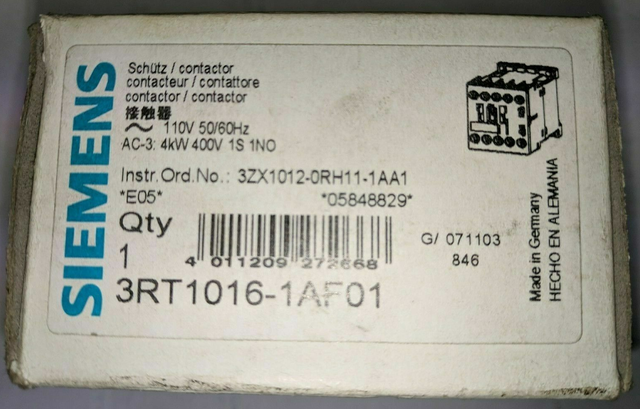 SIEMENS
Schütz / contactor
contacteur / contattore
contactor / contactor
接触器
~ 110V 50/60Hz
AC-3: 4kW 400V 1S 1NO
Instr.Ord.No.: 3ZX1012-0RH11-1AA1
*E05* *05848829*
Qty
1
4 011209 272668
G/ 071103
846
3RT1016-1AF01
Made in Germany
HECHO EN ALEMANIA